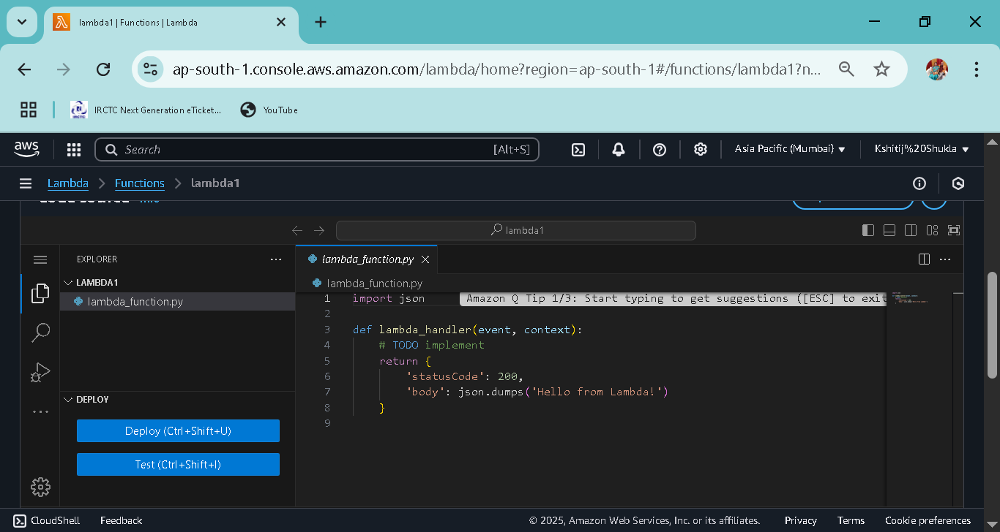 lambda1 | Functions | Lambda
ap-south-1.console.aws.amazon.com/lambda/home?region=ap-south-1#/functions/lambda1?n...
IRCTC Next Generation eTicket...
YouTube
aws
Search
[Alt+S]
Asia Pacific (Mumbai)
Kshitij%20Shukla
Lambda
Functions
lambda1
Code source
Info
lambda1
EXPLORER
LAMBDA1
lambda_function.py
DEPLOY
Deploy (Ctrl+Shift+U)
Test (Ctrl+Shift+I)
lambda_function.py
lambda_function.py
1 import json Amazon Q Tip 1/3: Start typing to get suggestions ([ESC] to exit
2
3 def lambda_handler(event, context):
4 # TODO implement
5 return {
6 'statusCode': 200,
7 'body': json.dumps('Hello from Lambda!')
8 }
9
CloudShell
Feedback
© 2025, Amazon Web Services, Inc. or its affiliates.
Privacy
Terms
Cookie preferences